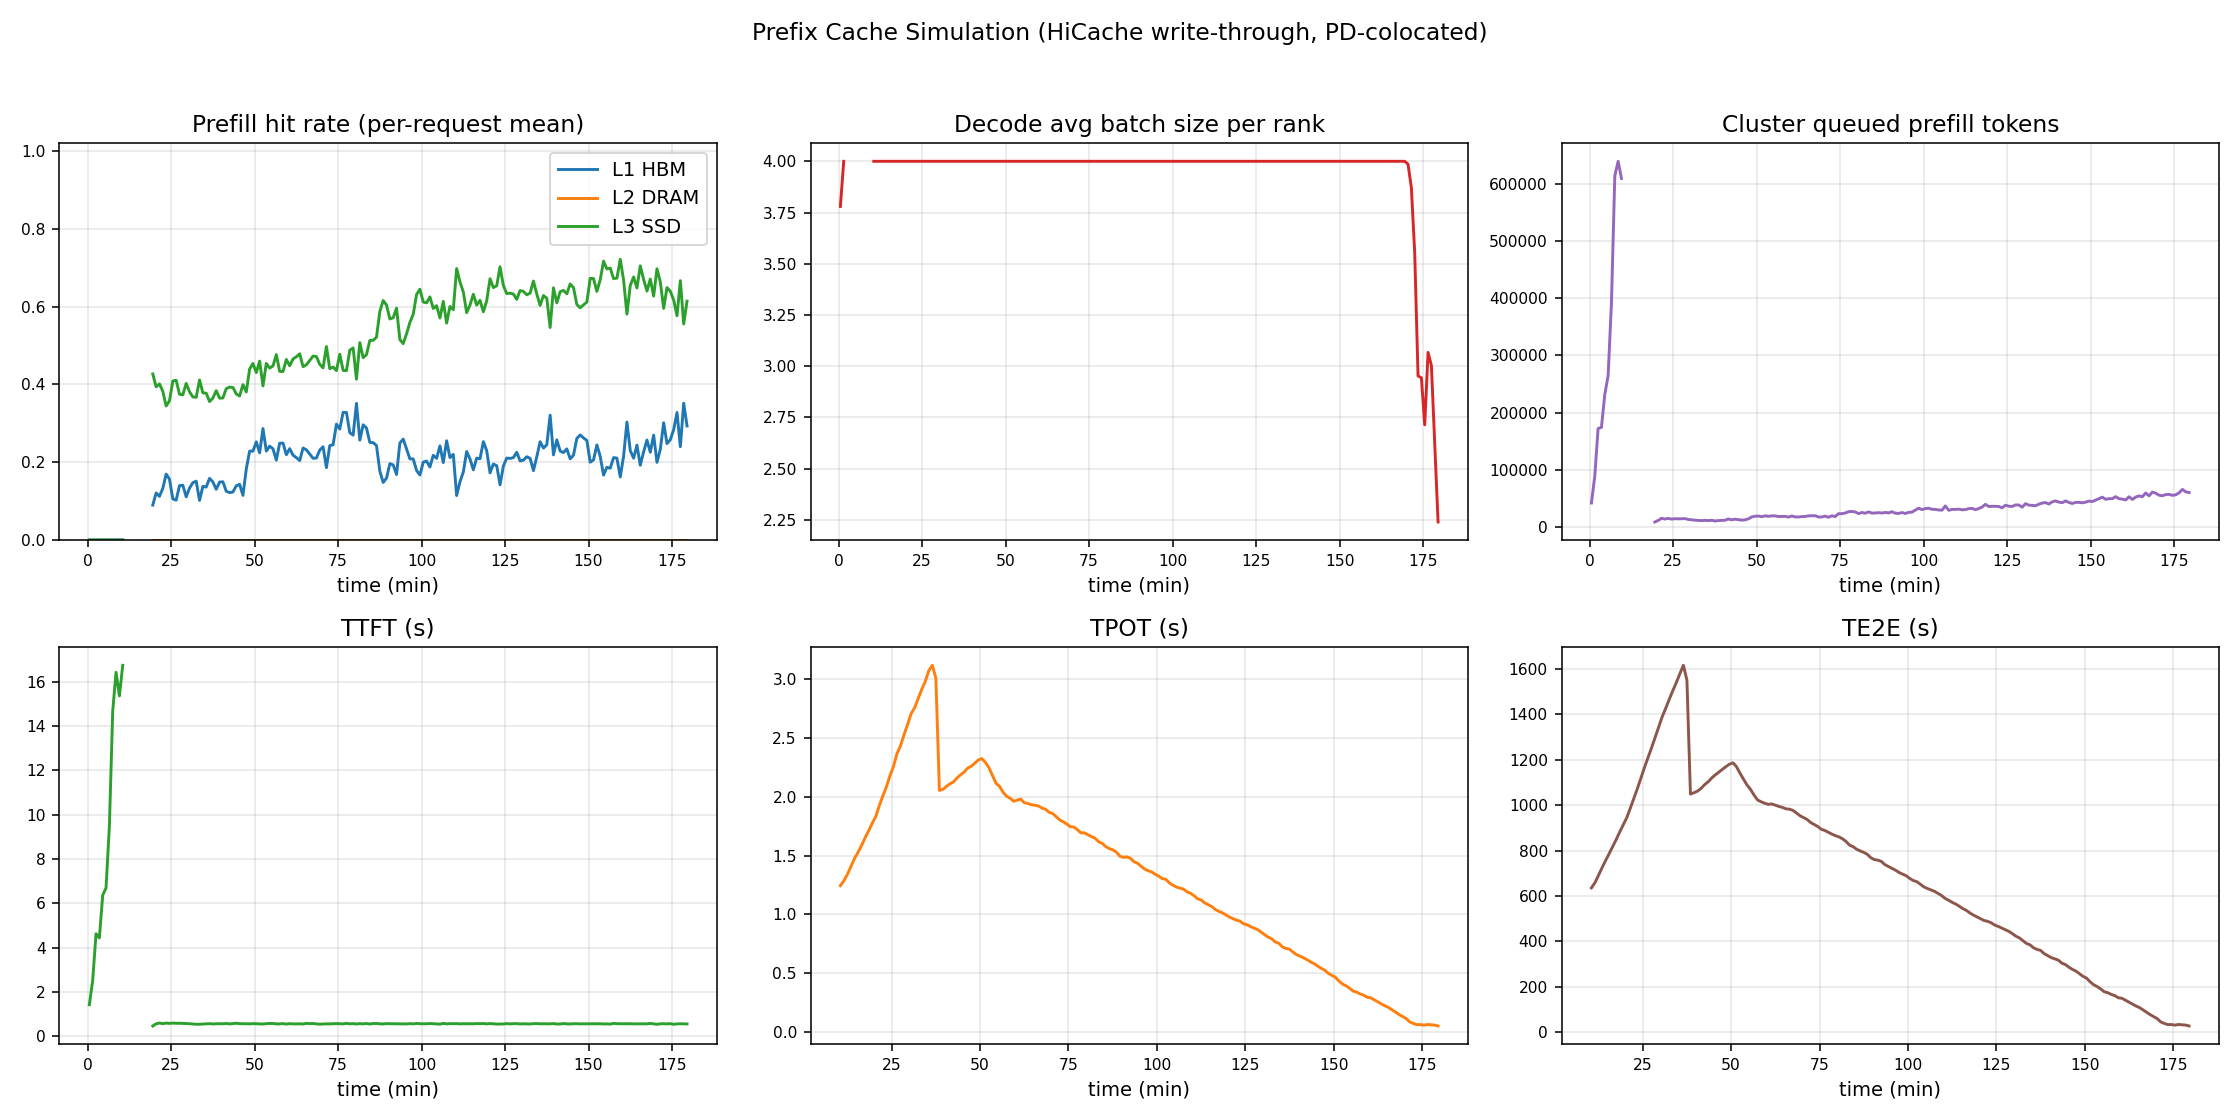 Prefix Cache Simulation (HiCache write-through, PD-colocated)
Prefill hit rate (per-request mean)
1.0
0.8
0.6
0.4
0.2
0.0
L1 HBM
L2 DRAM
L3 SSD
0 25 50 75 100 125 150 175
time (min)
Decode avg batch size per rank
4.00
3.75
3.50
3.25
3.00
2.75
2.50
2.25
0 25 50 75 100 125 150 175
time (min)
Cluster queued prefill tokens
600000
500000
400000
300000
200000
100000
0
0 25 50 75 100 125 150 175
time (min)
TTFT (s)
16
14
12
10
8
6
4
2
0
0 25 50 75 100 125 150 175
time (min)
TPOT (s)
3.0
2.5
2.0
1.5
1.0
0.5
0.0
25 50 75 100 125 150 175
time (min)
TE2E (s)
1600
1400
1200
1000
800
600
400
200
0
25 50 75 100 125 150 175
time (min)